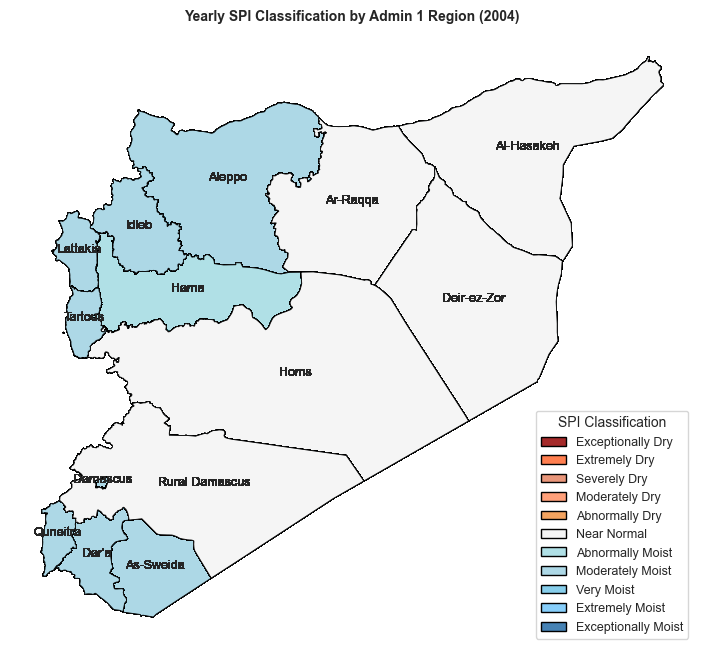 Yearly SPI Classification by Admin 1 Region (2004)
Al-Hasakeh
Aleppo
Ar-Raqqa
Idleb
Lattakia
Hama
Deir-ez-Zor
Tartous
Homs
Damascus
Rural Damascus
Quneitra
Dar'a
As-Sweida
SPI Classification
Exceptionally Dry
Extremely Dry
Severely Dry
Moderately Dry
Abnormally Dry
Near Normal
Abnormally Moist
Moderately Moist
Very Moist
Extremely Moist
Exceptionally Moist